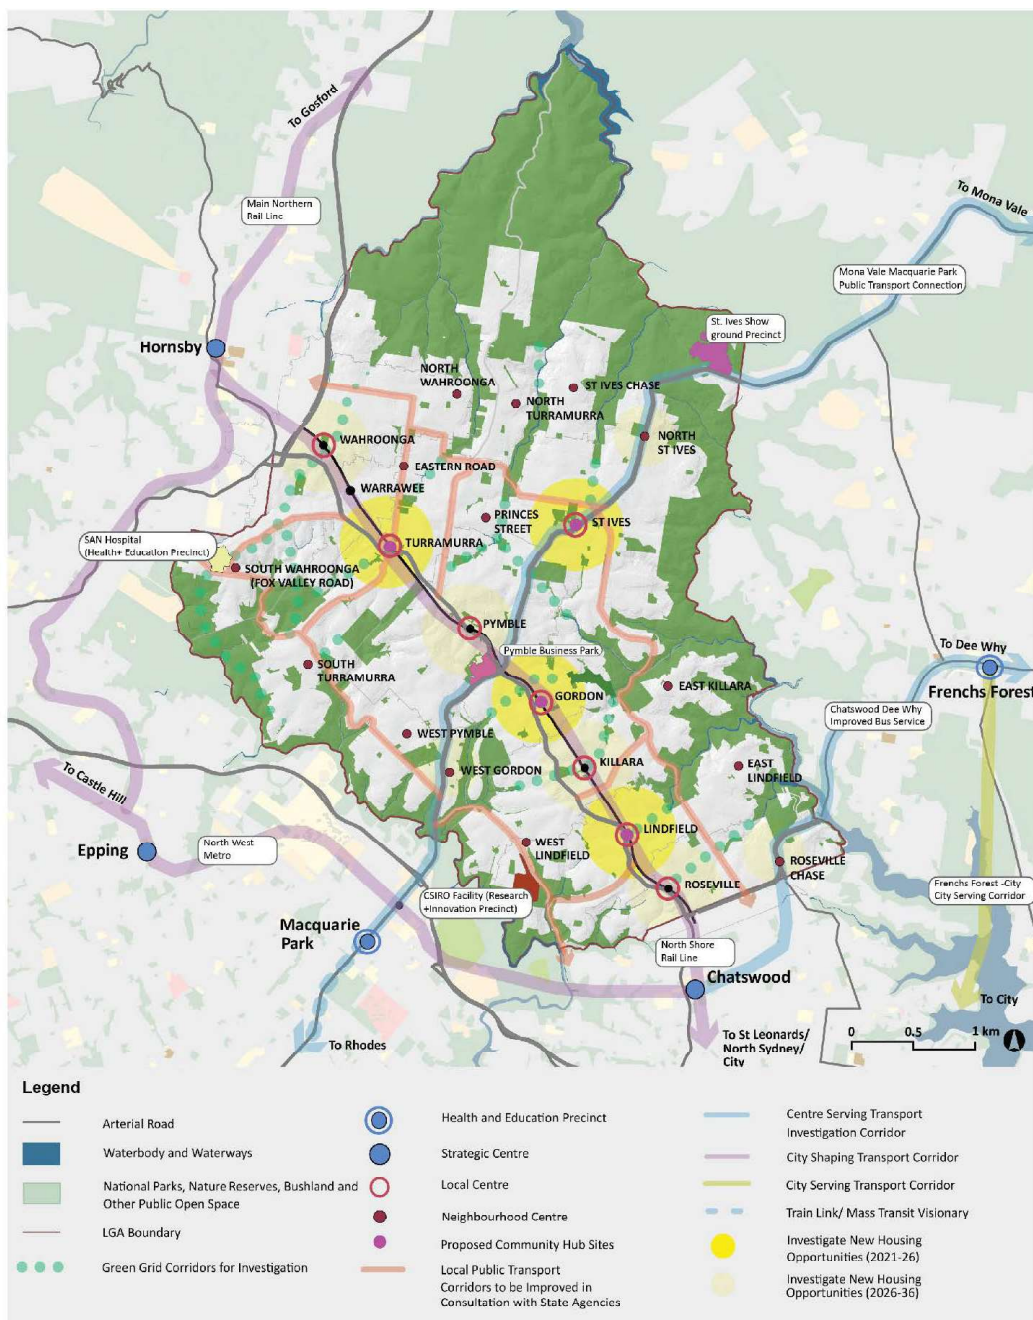 To Gosford
Main Northern
Rail Line
To Mona Vale
Mona Vale Macquarie Park
Public Transport Connection
St. Ives Show
ground Precinct
Hornsby
NORTH
WAHROONGA
ST IVES CHASE
NORTH
TURRAMURRA
WAHROONGA
NORTH
ST IVES
EASTERN ROAD
WARRAWEE
PRINCES
STREET
ST IVES
SAN Hospital
(Health+ Education Precinct)
TURRAMURRA
SOUTH WAHROONGA
(FOX VALLEY ROAD)
PYMBLE
Pymble Business Park
To Dee Why
SOUTH
TURRAMURRA
GORDON
EAST KILLARA
Frenchs Forest
Chatswood Dee Why
Improved Bus Service
WEST PYMBLE
KILLARA
EAST
LINDFIELD
WEST GORDON
To Castle Hill
North West
Metro
Epping
LINDFIELD
WEST
LINDFIELD
ROSEVILLE
CHASE
ROSEVILLE
CSIRO Facility (Research
+Innovation Precinct)
Frenchs Forest -City
City Serving Corridor
Macquarie
Park
North Shore
Rail Line
Chatswood
To City
To Rhodes
To St Leonards/
North Sydney/
City
0 0.5 1 km
Legend
Arterial Road
Waterbody and Waterways
National Parks, Nature Reserves, Bushland and
Other Public Open Space
LGA Boundary
Green Grid Corridors for Investigation
Health and Education Precinct
Strategic Centre
Local Centre
Neighbourhood Centre
Proposed Community Hub Sites
Local Public Transport
Corridors to be Improved in
Consultation with State Agencies
Centre Serving Transport
Investigation Corridor
City Shaping Transport Corridor
City Serving Transport Corridor
Train Link/ Mass Transit Visionary
Investigate New Housing
Opportunities (2021-26)
Investigate New Housing
Opportunities (2026-36)